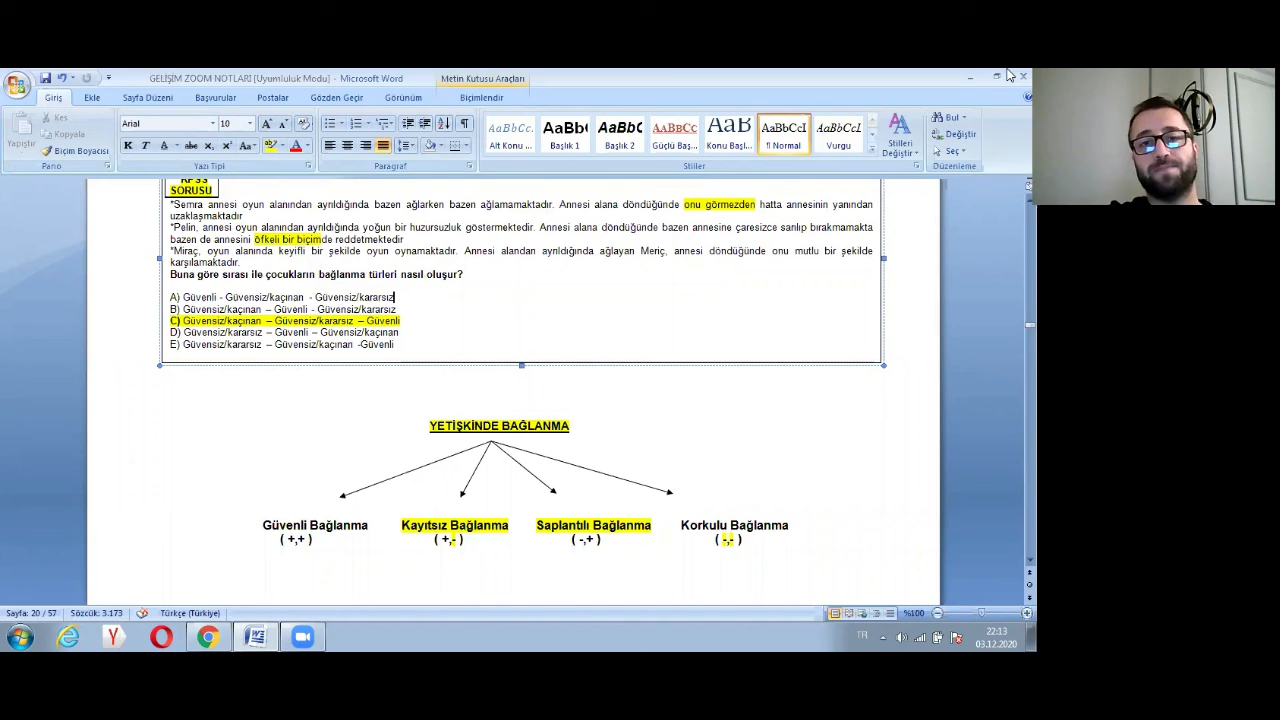 GELİŞİM ZOOM NOTLARI [Uyumluluk Modu] - Microsoft Word
Metin Kutusu Araçları
Giriş Ekle Sayfa Düzeni Başvurular Postalar Gözden Geçir Görünüm Biçimlendir
Yapıştır
Kes
Kopyala
Biçim Boyacısı
Pano
Arial 10
Yazı Tipi
Paragraf
AaBbCc. Alt Konu ...
AaBbC Başlık 1
AaBbC Başlık 2
AaBbCc Güçlü Baş...
AaB Konu Başl...
AaBbCcI ¶ Normal
AaBbCcL Vurgu
Stilleri Değiştir
Stiller
Bul
Değiştir
Seç
Düzenleme
KPSS
SORUSU
*Semra annesi oyun alanından ayrıldığında bazen ağlarken bazen ağlamamaktadır. Annesi alana döndüğünde onu görmezden hatta annesinin yanından
uzaklaşmaktadır
*Pelin, annesi oyun alanından ayrıldığında yoğun bir huzursuzluk göstermektedir. Annesi alana döndüğünde bazen annesine çaresizce sarılıp bırakmamakta
bazen de annesini öfkeli bir biçimde reddetmektedir
*Miraç, oyun alanında keyifli bir şekilde oyun oynamaktadır. Annesi alandan ayrıldığında ağlayan Meriç, annesi döndüğünde onu mutlu bir şekilde
karşılamaktadır.
Buna göre sırası ile çocukların bağlanma türleri nasıl oluşur?
A) Güvenli - Güvensiz/kaçınan - Güvensiz/kararsız
B) Güvensiz/kaçınan – Güvenli - Güvensiz/kararsız
C) Güvensiz/kaçınan – Güvensiz/kararsız – Güvenli
D) Güvensiz/kararsız – Güvenli – Güvensiz/kaçınan
E) Güvensiz/kararsız – Güvensiz/kaçınan -Güvenli
YETİŞKİNDE BAĞLANMA
Güvenli Bağlanma Kayıtsız Bağlanma Saplantılı Bağlanma Korkulu Bağlanma
( +,+ ) ( +,- ) ( -,+ ) ( -,- )
Sayfa: 20 / 57 Sözcük: 3.173 Türkçe (Türkiye) %100
TR 22:13
03.12.2020